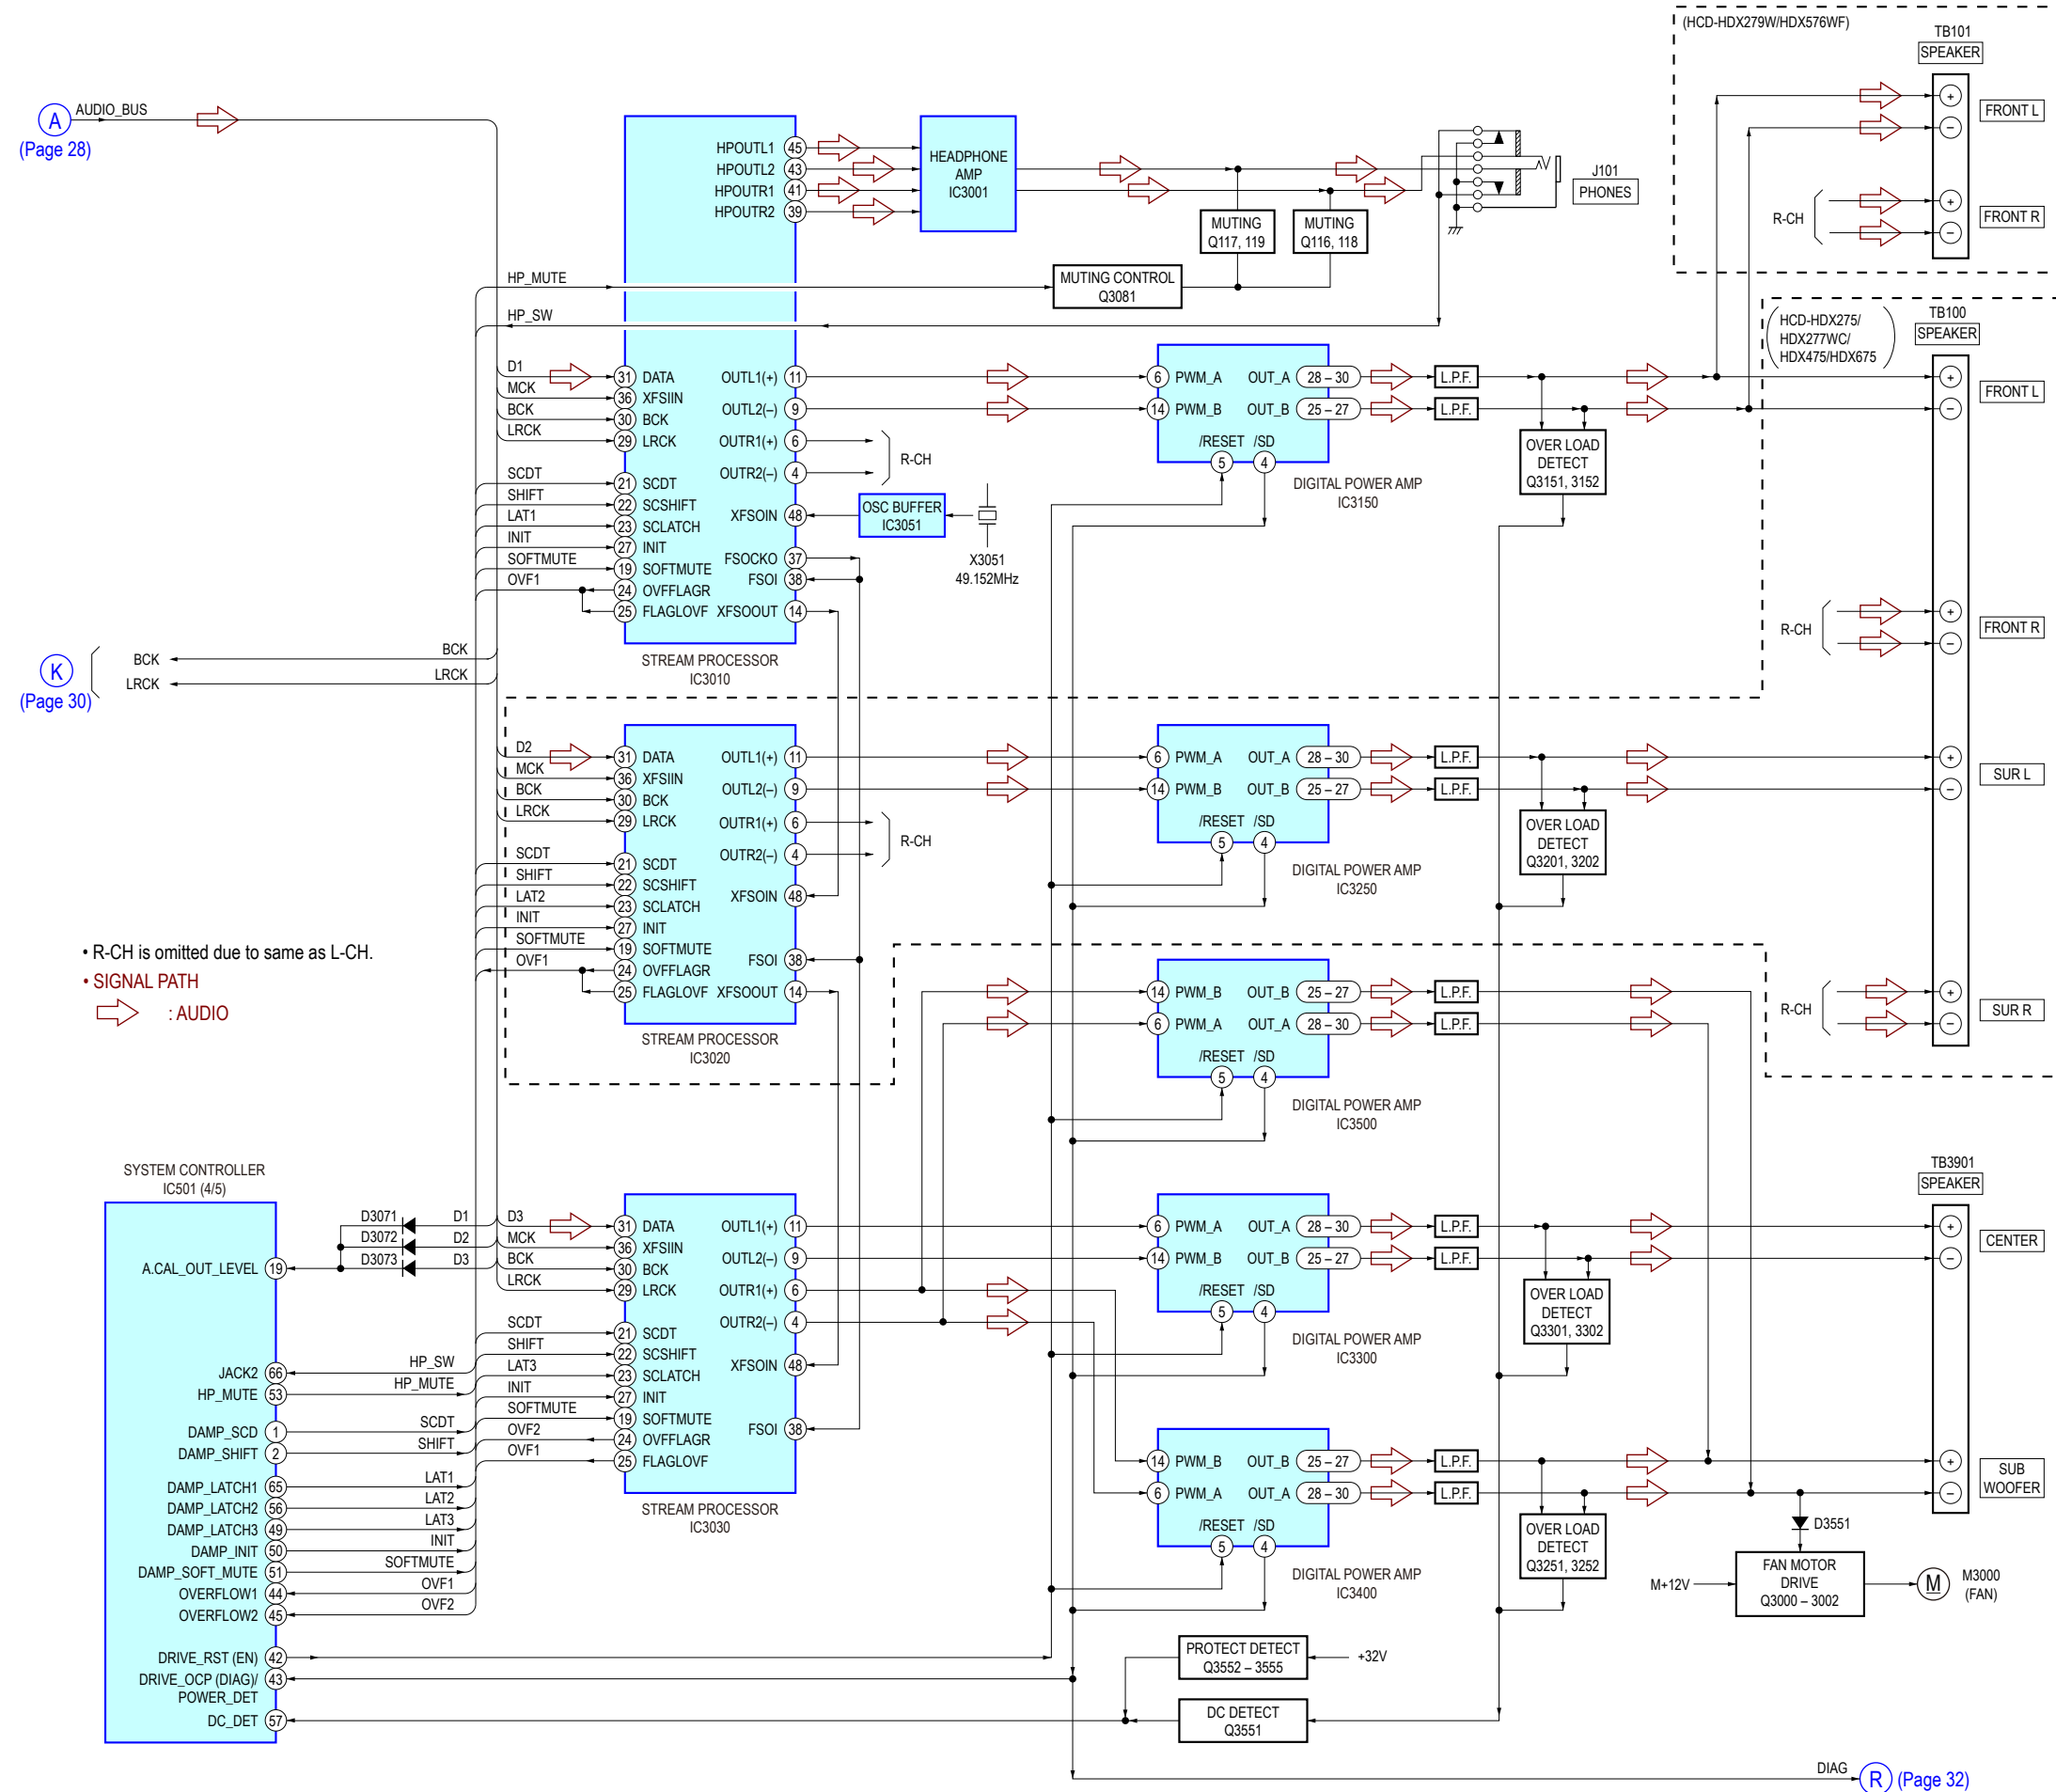 (HCD-HDX279W/HDX576WF)
TB101
SPEAKER
+
FRONT L
–
R-CH
+
FRONT R
–
A
AUDIO_BUS
(Page 28)
HPOUTL1 45
HPOUTL2 43
HPOUTR1 41
HPOUTR2 39
HEADPHONE
AMP
IC3001
MUTING
Q117, 119
MUTING
Q116, 118
J101
PHONES
HP_MUTE
MUTING CONTROL
Q3081
HP_SW
D1
MCK
BCK
LRCK
SCDT
SHIFT
LAT1
INIT
SOFTMUTE
OVF1
31 DATA
36 XFSIIN
30 BCK
29 LRCK
21 SCDT
22 SCSHIFT
23 SCLATCH
27 INIT
19 SOFTMUTE
24 OVFFLAGR
25 FLAGLOVF
OUTL1(+) 11
OUTL2(–) 9
OUTR1(+) 6
OUTR2(–) 4
R-CH
XFSOIN 48
FSOCKO 37
FSOI 38
XFSOOUT 14
STREAM PROCESSOR
IC3010
OSC BUFFER
IC3051
X3051
49.152MHz
6 PWM_A OUT_A 28 – 30
14 PWM_B OUT_B 25 – 27
/RESET /SD
5 4
DIGITAL POWER AMP
IC3150
L.P.F.
L.P.F.
OVER LOAD
DETECT
Q3151, 3152
HCD-HDX275/
HDX277WC/
HDX475/HDX675
TB100
SPEAKER
+
FRONT L
–
R-CH
+
FRONT R
–
K
(Page 30)
BCK BCK
LRCK LRCK
D2
MCK
BCK
LRCK
SCDT
SHIFT
LAT2
INIT
SOFTMUTE
OVF1
31 DATA
36 XFSIIN
30 BCK
29 LRCK
21 SCDT
22 SCSHIFT
23 SCLATCH
27 INIT
19 SOFTMUTE
24 OVFFLAGR
25 FLAGLOVF
OUTL1(+) 11
OUTL2(–) 9
OUTR1(+) 6
OUTR2(–) 4
R-CH
XFSOIN 48
FSOI 38
XFSOOUT 14
STREAM PROCESSOR
IC3020
6 PWM_A OUT_A 28 – 30
14 PWM_B OUT_B 25 – 27
/RESET /SD
5 4
DIGITAL POWER AMP
IC3250
L.P.F.
L.P.F.
OVER LOAD
DETECT
Q3201, 3202
+
SUR L
–
R-CH
+
SUR R
–
• R-CH is omitted due to same as L-CH.
• SIGNAL PATH
: AUDIO
14 PWM_B OUT_B 25 – 27
6 PWM_A OUT_A 28 – 30
/RESET /SD
5 4
DIGITAL POWER AMP
IC3500
L.P.F.
L.P.F.
SYSTEM CONTROLLER
IC501 (4/5)
D3071 D1
D3072 D2
D3073 D3
A.CAL_OUT_LEVEL 19
JACK2 66 HP_SW
HP_MUTE 53 HP_MUTE
DAMP_SCD 1 SCDT
DAMP_SHIFT 2 SHIFT
DAMP_LATCH1 65 LAT1
DAMP_LATCH2 56 LAT2
DAMP_LATCH3 49 LAT3
DAMP_INIT 50 INIT
DAMP_SOFT_MUTE 51 SOFTMUTE
OVERFLOW1 44 OVF1
OVERFLOW2 45 OVF2
DRIVE_RST (EN) 42
DRIVE_OCP (DIAG)/ 43
POWER_DET
DC_DET 57
D3
MCK
BCK
LRCK
SCDT
SHIFT
LAT3
INIT
SOFTMUTE
OVF2
OVF1
31 DATA
36 XFSIIN
30 BCK
29 LRCK
21 SCDT
22 SCSHIFT
23 SCLATCH
27 INIT
19 SOFTMUTE
24 OVFFLAGR
25 FLAGLOVF
OUTL1(+) 11
OUTL2(–) 9
OUTR1(+) 6
OUTR2(–) 4
XFSOIN 48
FSOI 38
STREAM PROCESSOR
IC3030
6 PWM_A OUT_A 28 – 30
14 PWM_B OUT_B 25 – 27
/RESET /SD
5 4
DIGITAL POWER AMP
IC3300
L.P.F.
L.P.F.
OVER LOAD
DETECT
Q3301, 3302
TB3901
SPEAKER
+
CENTER
–
14 PWM_B OUT_B 25 – 27
6 PWM_A OUT_A 28 – 30
/RESET /SD
5 4
DIGITAL POWER AMP
IC3400
L.P.F.
L.P.F.
OVER LOAD
DETECT
Q3251, 3252
+
SUB
WOOFER
–
D3551
M+12V
FAN MOTOR
DRIVE
Q3000 – 3002
M
M3000
(FAN)
PROTECT DETECT
Q3552 – 3555
+32V
DC DETECT
Q3551
DIAG
R (Page 32)